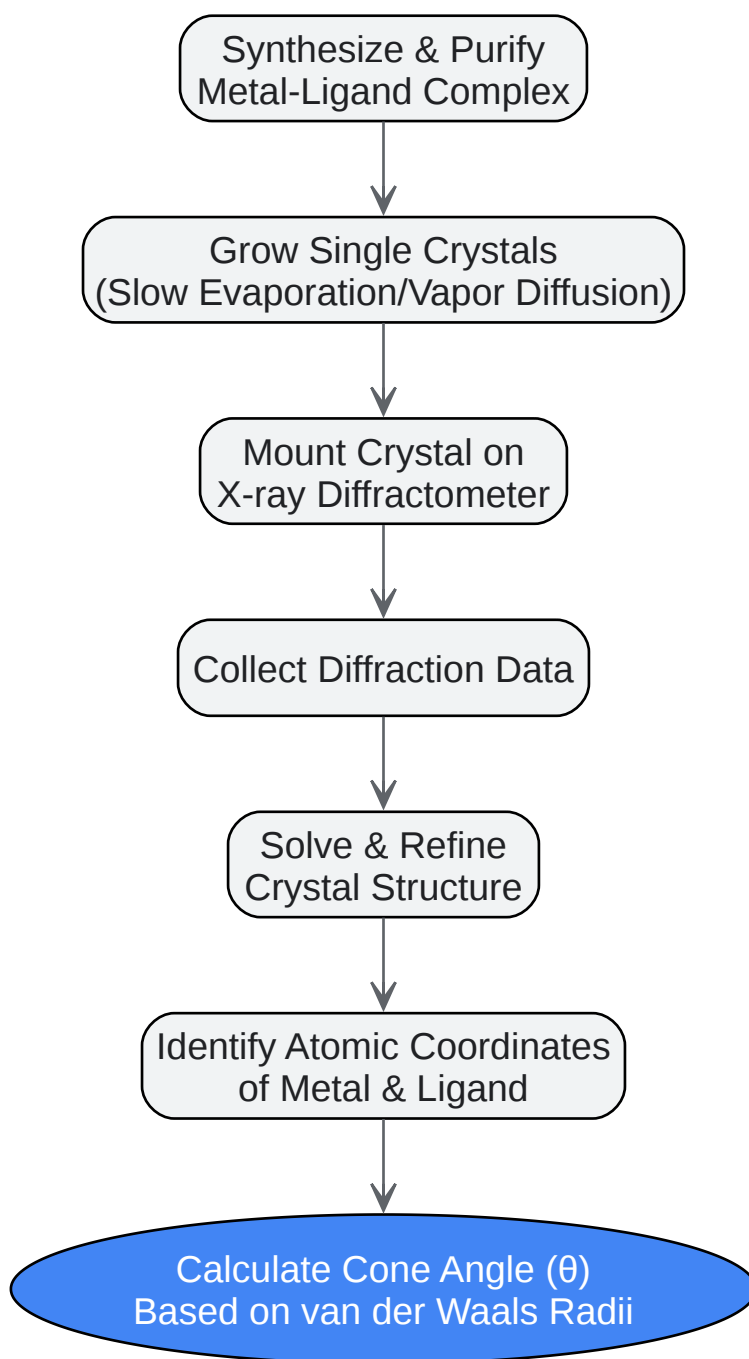 Synthesize & Purify
Metal-Ligand Complex
Grow Single Crystals
(Slow Evaporation/Vapor Diffusion)
Mount Crystal on
X-ray Diffractometer
Collect Diffraction Data
Solve & Refine
Crystal Structure
Identify Atomic Coordinates
of Metal & Ligand
Calculate Cone Angle (θ)
Based on van der Waals Radii